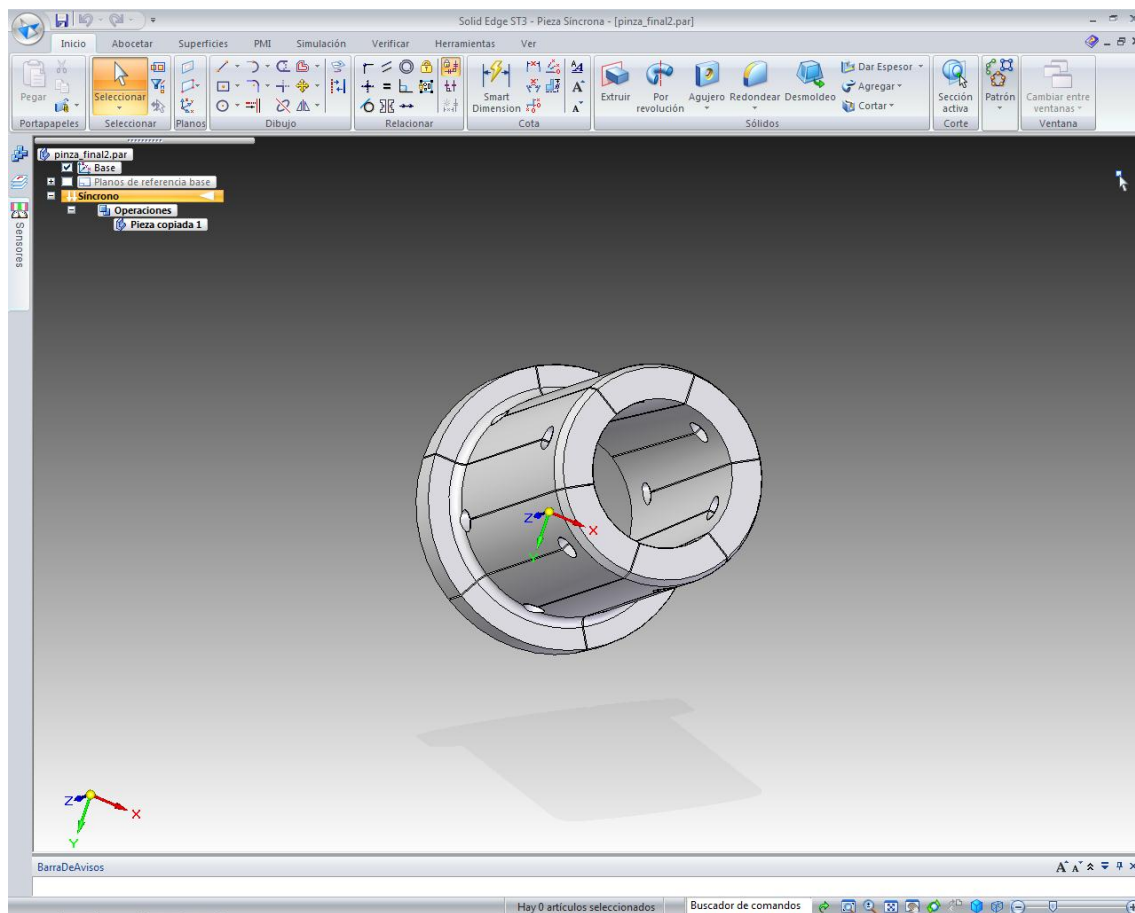 Solid Edge ST3 - Pieza Síncrona - [pinza_final2.par]
Inicio Abocetar Superficies PMI Simulación Verificar Herramientas Ver
Pegar
Seleccionar
Smart Dimension
Extruir
Por revolución
Agujero
Redondear
Desmoldeo
Dar Espesor
Agregar
Cortar
Sección activa
Patrón
Cambiar entre ventanas
Portapapeles Seleccionar Planos Dibujo Relacionar Cota Sólidos Corte Ventana
pinza_final2.par
Base
Planos de referencia base
Síncrono
Operaciones
Pieza copiada 1
Sensores
Z X
Y
Z X
Y
BarraDeAvisos
Hay 0 artículos seleccionados Buscador de comandos